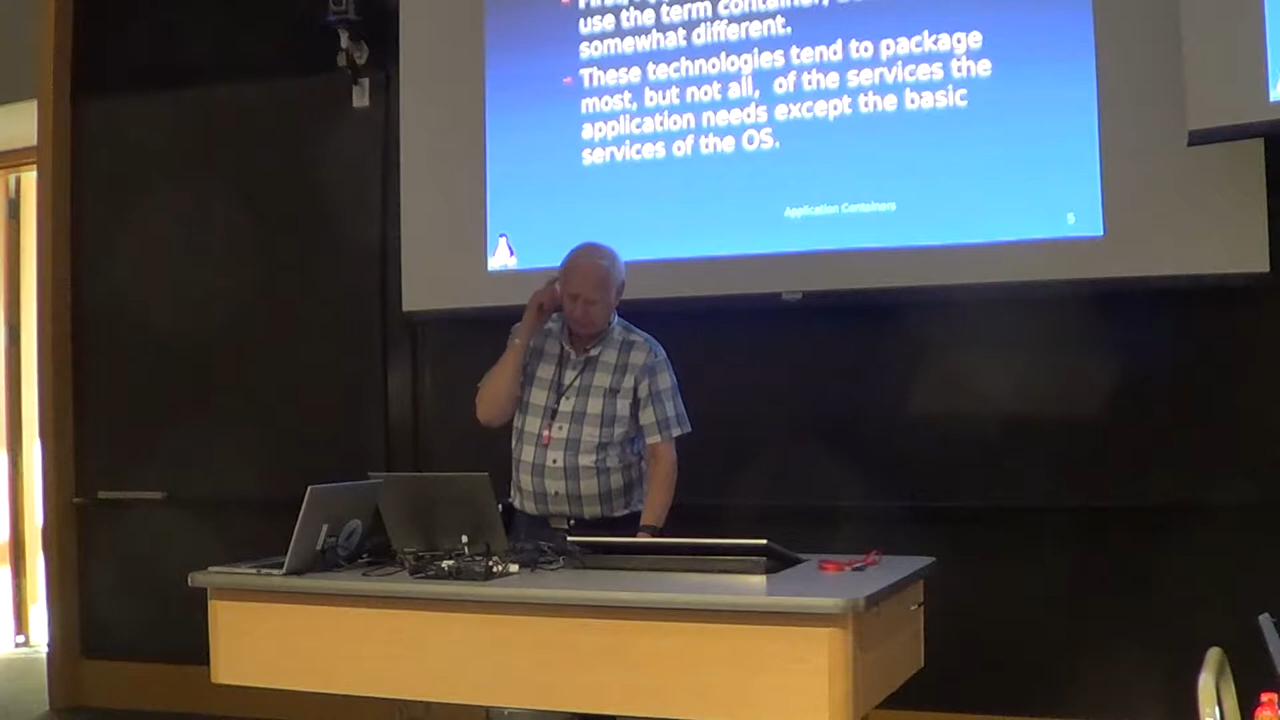 use the term container,
somewhat different.
These technologies tend to package
most, but not all,  of the services the
application needs except the basic
services of the OS.
Application Containers
5